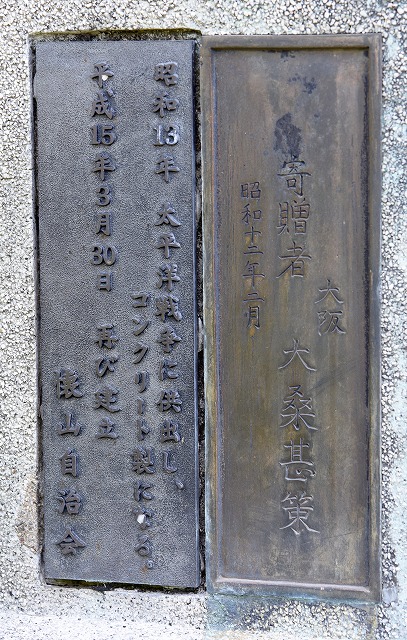 大阪
寄贈者 大桑甚策
昭和十二年二月
昭和13年 太平洋戦争に供出し、
コンクリート製になる。
平成15年3月30日 再び建立
山自治会